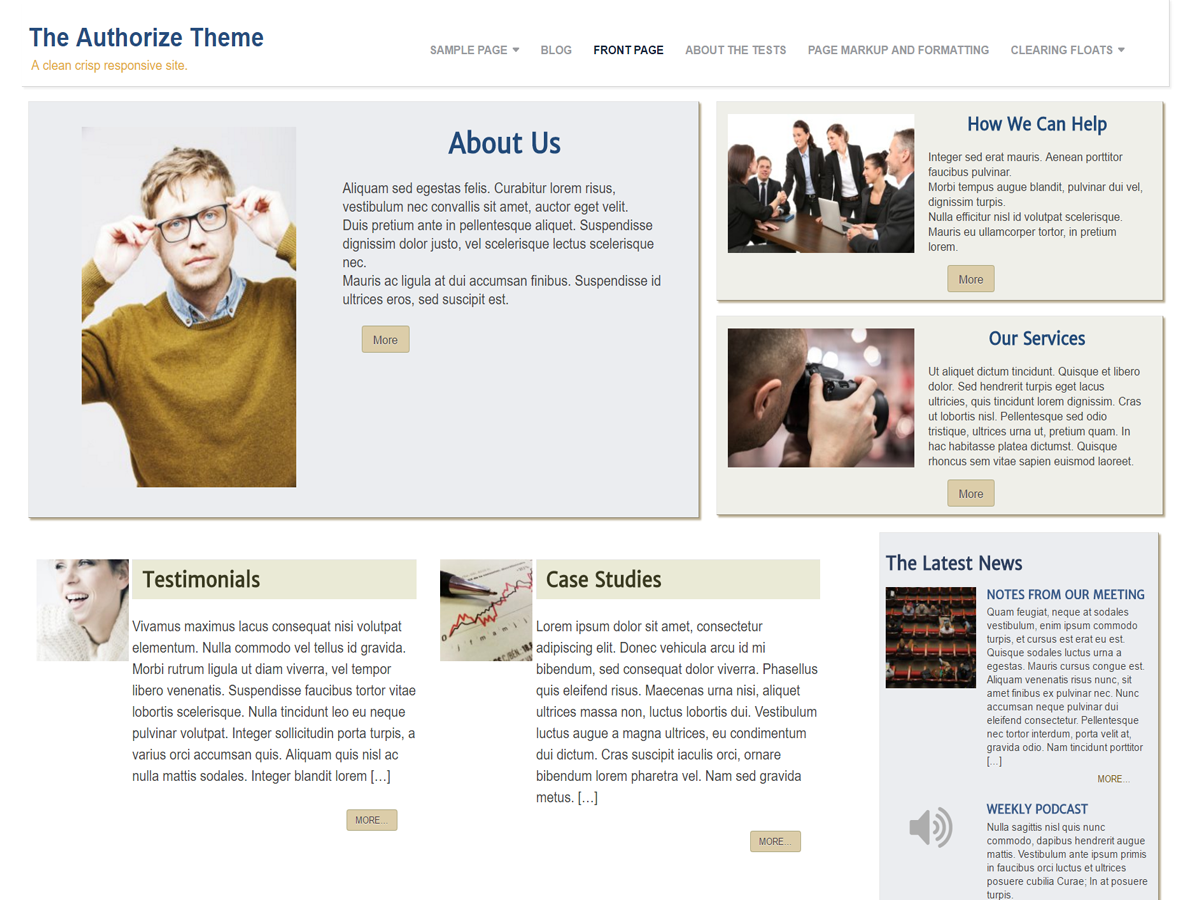 The Authorize Theme
A clean crisp responsive site.
SAMPLE PAGE
BLOG
FRONT PAGE
ABOUT THE TESTS
PAGE MARKUP AND FORMATTING
CLEARING FLOATS
About Us
Aliquam sed egestas felis. Curabitur lorem risus,
vestibulum nec convallis sit amet, auctor eget velit.
Duis pretium ante in pellentesque aliquet. Suspendisse
dignissim dolor justo, vel scelerisque lectus scelerisque
nec.
Mauris ac ligula at dui accumsan finibus. Suspendisse id
ultrices eros, sed suscipit est.
More
How We Can Help
Integer sed erat mauris. Aenean porttitor
faucibus pulvinar.
Morbi tempus augue blandit, pulvinar dui vel,
dignissim turpis.
Nulla efficitur nisl id volutpat scelerisque.
Mauris eu ullamcorper tortor, in pretium
lorem.
More
Our Services
Ut aliquet dictum tincidunt. Quisque et libero
dolor. Sed hendrerit turpis eget lacus
ultricies, quis tincidunt lorem dignissim. Cras
ut lobortis nisl. Pellentesque sed odio
tristique, ultrices urna ut, pretium quam. In
hac habitasse platea dictumst. Quisque
rhoncus sem vitae sapien euismod laoreet.
More
Testimonials
Vivamus maximus lacus consequat nisi volutpat
elementum. Nulla commodo vel tellus id gravida.
Morbi rutrum ligula ut diam viverra, vel tempor
libero venenatis. Suspendisse faucibus tortor vitae
lobortis scelerisque. Nulla tincidunt leo eu neque
pulvinar volutpat. Integer sollicitudin porta turpis, a
varius orci accumsan quis. Aliquam quis nisl ac
nulla mattis sodales. Integer blandit lorem […]
MORE...
Case Studies
Lorem ipsum dolor sit amet, consectetur
adipiscing elit. Donec vehicula arcu id mi
bibendum, sed consequat dolor viverra. Phasellus
quis eleifend risus. Maecenas urna nisi, aliquet
ultrices massa non, luctus lobortis dui. Vestibulum
luctus augue a magna ultrices, eu condimentum
dui dictum. Cras suscipit iaculis orci, ornare
bibendum lorem pharetra vel. Nam sed gravida
metus. […]
MORE...
The Latest News
NOTES FROM OUR MEETING
Quam feugiat, neque at sodales
vestibulum, enim ipsum commodo
turpis, et cursus est erat eu est.
Quisque sodales luctus urna a
egestas. Mauris cursus congue est.
Aliquam venenatis risus nunc, sit
amet finibus ex pulvinar nec. Nunc
accumsan neque pulvinar dui
eleifend consectetur. Pellentesque
nec tortor interdum, porta velit at,
gravida odio. Nam tincidunt porttitor
[…]
MORE...
WEEKLY PODCAST
Nulla sagittis nisl quis nunc
commodo, dapibus hendrerit augue
mattis. Vestibulum ante ipsum primis
in faucibus orci luctus et ultrices
posuere cubilia Curae; In at posuere
turpis.